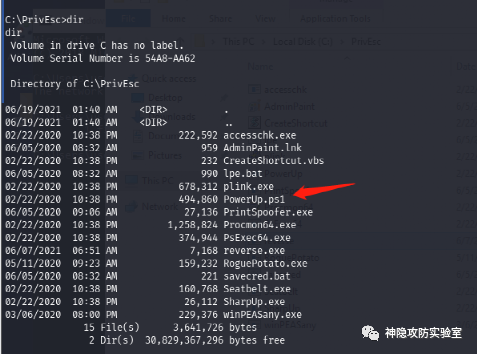 C:\PrivEsc>dir
dir
 Volume in drive C has no label.
 Volume Serial Number is 54A8-AA62

 Directory of C:\PrivEsc

06/19/2021  01:40 AM    <DIR>          .
06/19/2021  01:40 AM    <DIR>          ..
02/22/2020  10:38 PM           222,592 accesschk.exe
06/05/2020  08:32 AM               959 AdminPaint.lnk
02/22/2020  10:38 PM               232 CreateShortcut.vbs
06/05/2020  08:32 AM               990 lpe.bat
02/22/2020  10:38 PM           678,312 plink.exe
02/22/2020  10:38 PM           494,860 PowerUp.ps1
06/05/2020  09:06 AM            27,136 PrintSpoofer.exe
02/22/2020  10:38 PM         1,258,824 Procmon64.exe
02/22/2020  10:38 PM           374,944 PsExec64.exe
06/07/2021  06:51 AM             7,168 reverse.exe
05/11/2020  09:23 AM           159,232 RoguePotato.exe
06/05/2020  08:32 AM               221 savecred.bat
02/22/2020  10:38 PM           160,768 Seatbelt.exe
02/22/2020  10:38 PM            26,112 SharpUp.exe
03/06/2020  08:00 PM           229,376 winPEASany.exe
              15 File(s)      3,641,726 bytes
               2 Dir(s)  30,829,367,296 bytes free
神隐攻防实验室